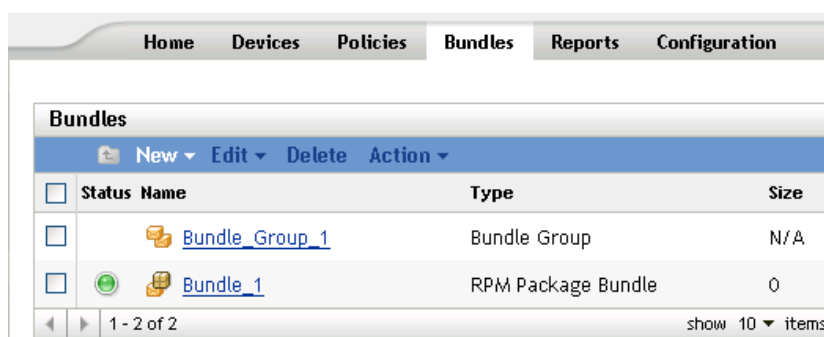 Home Devices Policies Bundles Reports Configuration
Bundles
New Edit Delete Action
Status Name Type Size
Bundle_Group_1 Bundle Group N/A
Bundle_1 RPM Package Bundle 0
1 - 2 of 2 show 10 items